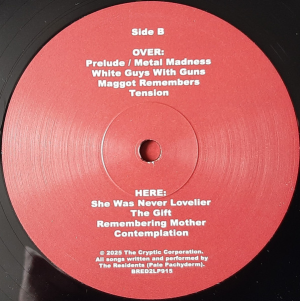 Side B
OVER:
Prelude / Metal Madness
White Guys With Guns
Maggot Remembers
Tension
HERE:
She Was Never Lovelier
The Gift
Remembering Mother
Contemplation
© 2025 The Cryptic Corporation.
All songs written and performed by
The Residents (Pale Pachyderm).
BRED2LP915